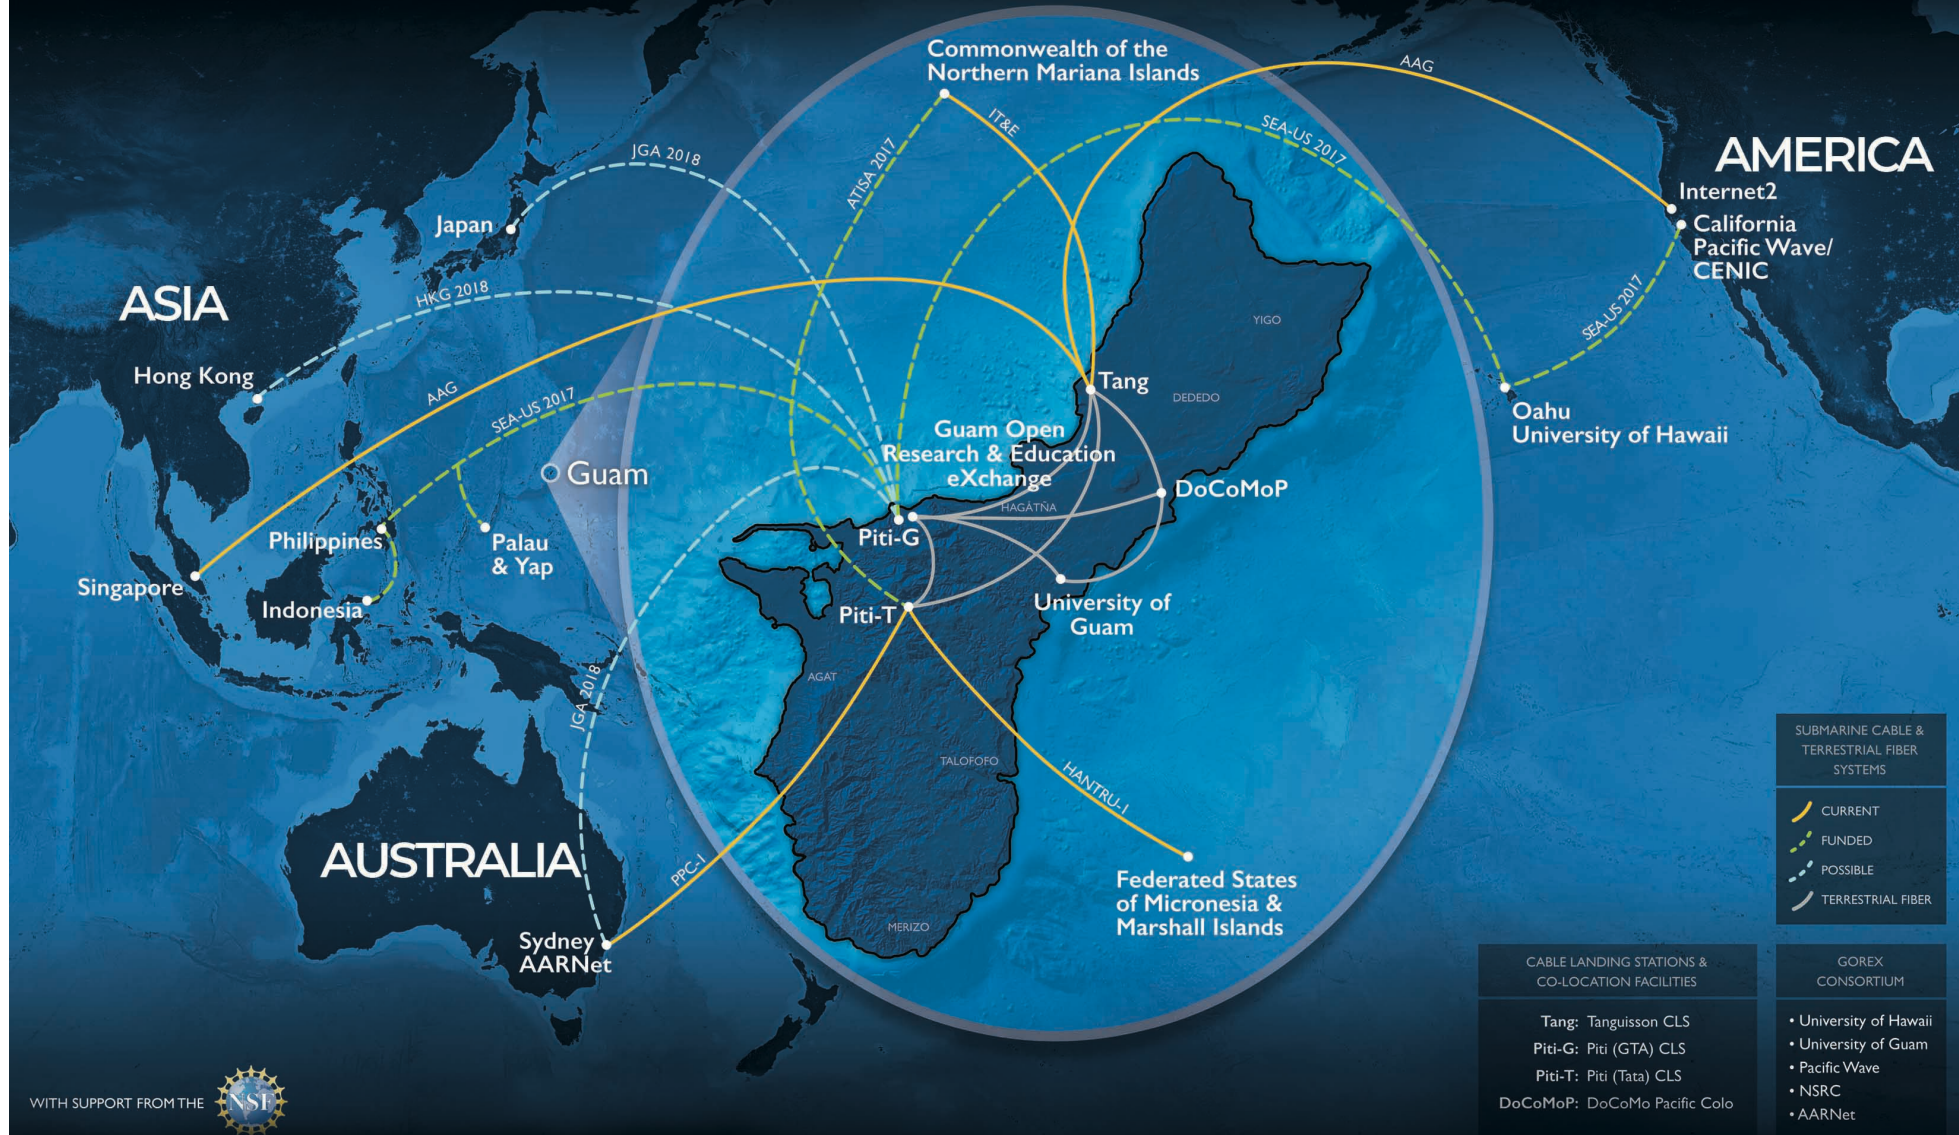 Commonwealth of the
Northern Mariana Islands
AAG
IT&E
SEA-US 2017
ATISA 2017
JGA 2018
AMERICA
Internet2
California
Pacific Wave/
CENIC
Japan
ASIA
HKG 2018
SEA-US 2017
YIGO
Hong Kong
AAG
SEA-US 2017
Tang
DEDEDO
Oahu
University of Hawaii
Guam Open
Research & Education
eXchange
Guam
DoCoMoP
HAGÅTÑA
Philippines
Palau
& Yap
Piti-G
Singapore
Indonesia
Piti-T
University of
Guam
AGAT
JGA 2018
TALOFOFO
HANTRU-1
AUSTRALIA
PPC-1
Federated States
of Micronesia &
Marshall Islands
MERIZO
Sydney
AARNet
SUBMARINE CABLE &
TERRESTRIAL FIBER
SYSTEMS
CURRENT
FUNDED
POSSIBLE
TERRESTRIAL FIBER
CABLE LANDING STATIONS &
CO-LOCATION FACILITIES
Tang: Tanguisson CLS
Piti-G: Piti (GTA) CLS
Piti-T: Piti (Tata) CLS
DoCoMoP: DoCoMo Pacific Colo
GOREX
CONSORTIUM
• University of Hawaii
• University of Guam
• Pacific Wave
• NSRC
• AARNet
WITH SUPPORT FROM THE
NSF